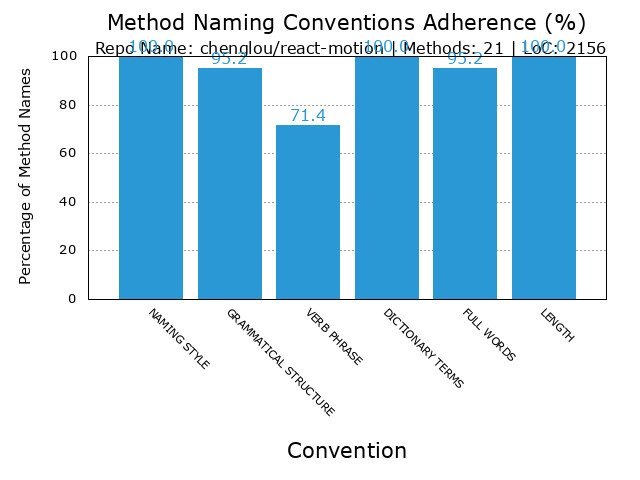 Method Naming Conventions Adherence (%)
Repo Name: chenglou/react-motion | Methods: 21 | LoC: 2156
100.0
95.2
71.4
100.0
95.2
100.0
Percentage of Method Names
100
80
60
40
20
0
NAMING STYLE
GRAMMATICAL STRUCTURE
VERB PHRASE
DICTIONARY TERMS
FULL WORDS
LENGTH
Convention